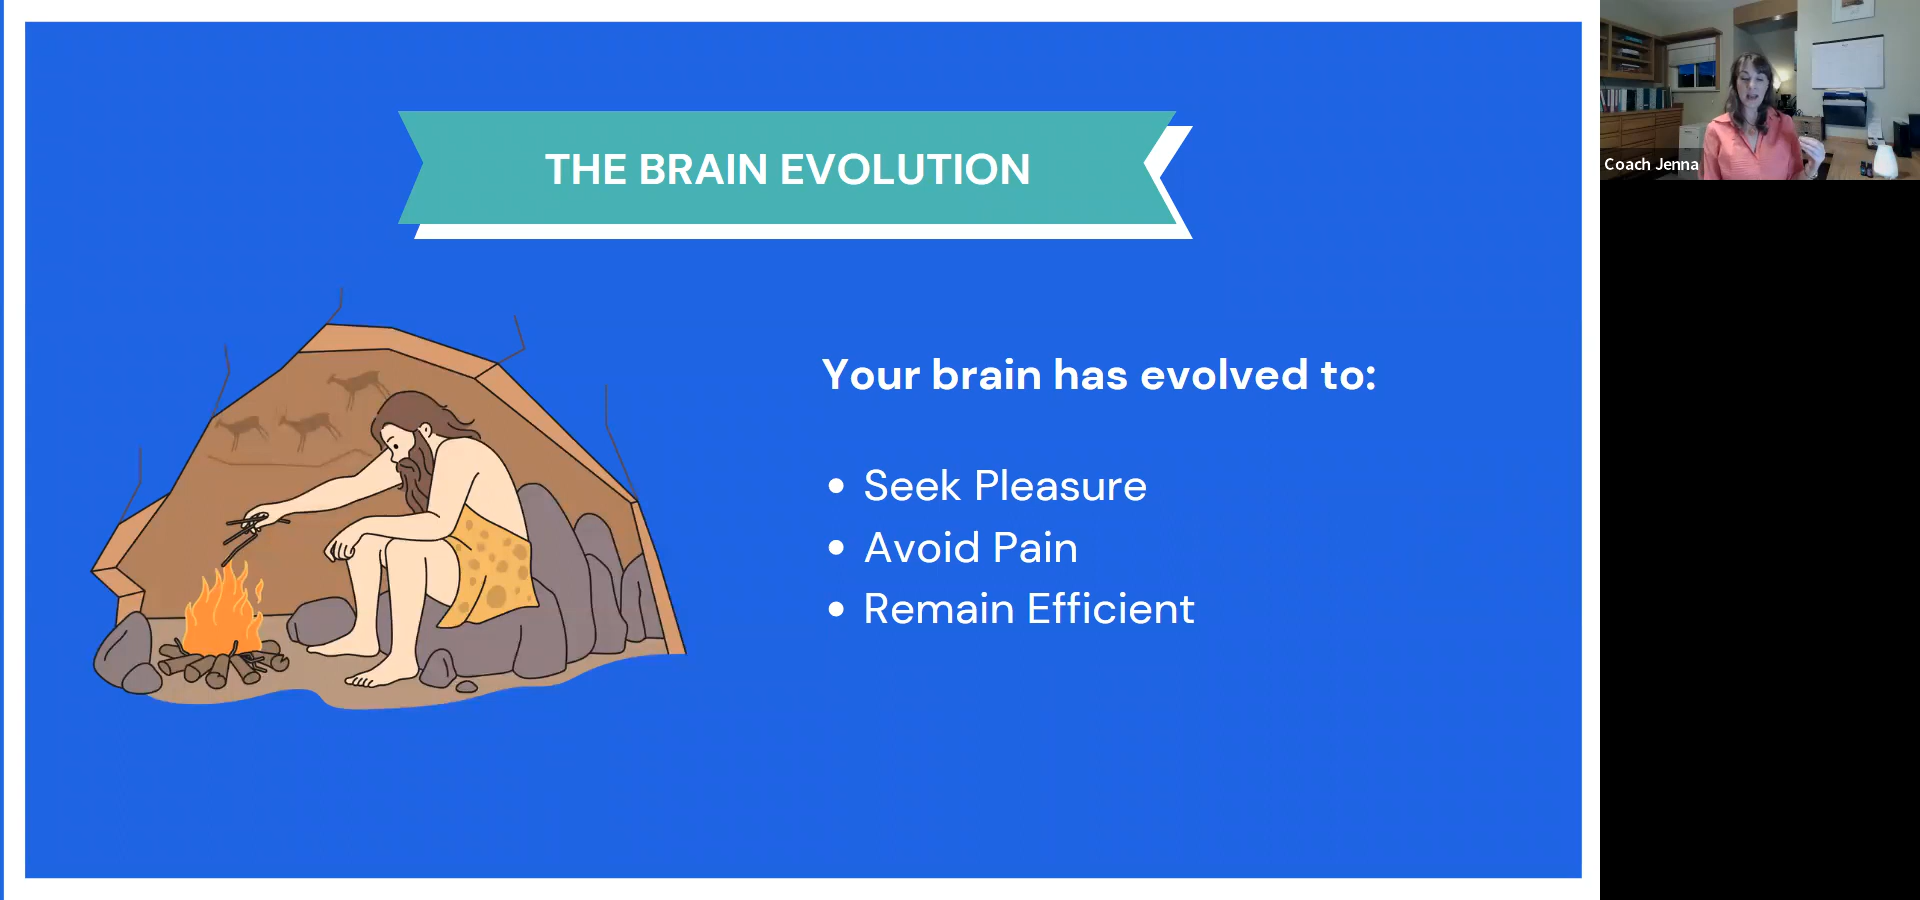 THE BRAIN EVOLUTION
Your brain has evolved to:
• Seek Pleasure
• Avoid Pain
• Remain Efficient
Coach Jenna